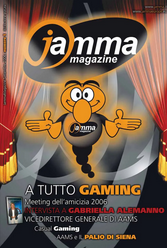 jamma
magazine
jamma
A TUTTO GAMING
Meeting dell'amicizia 2006
INTERVISTA A GABRIELLA ALEMANNO
VICEDIRETTORE GENERALE DI AAMS
Casual Gaming
AAMS e IL PALIO DI SIENA